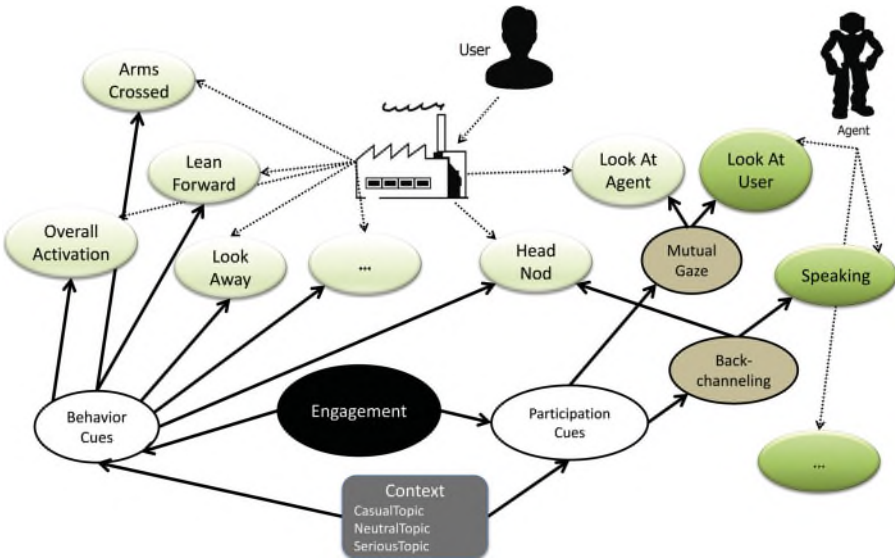 User
Agent
Arms
Crossed
Lean
Forward
Look At
Agent
Look At
User
Overall
Activation
Look
Away
...
Head
Nod
Mutual
Gaze
Speaking
Back-
channeling
Behavior
Cues
Engagement
Participation
Cues
...
Context
CasualTopic
NeutralTopic
SeriousTopic